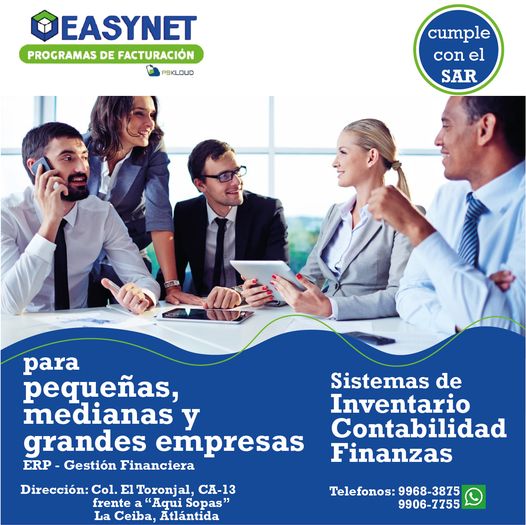 EASYNET
PROGRAMAS DE FACTURACIÓN
PSKLOUD
cumple
con el
SAR
para
pequeñas,
medianas y
grandes empresas
ERP - Gestión Financiera
Dirección: Col. El Toronjal, CA-13
frente a “Aqui Sopas”
La Ceiba, Atlántida
Sistemas de
Inventario
Contabilidad
Finanzas
Telefonos: 9968-3875
9906-7755